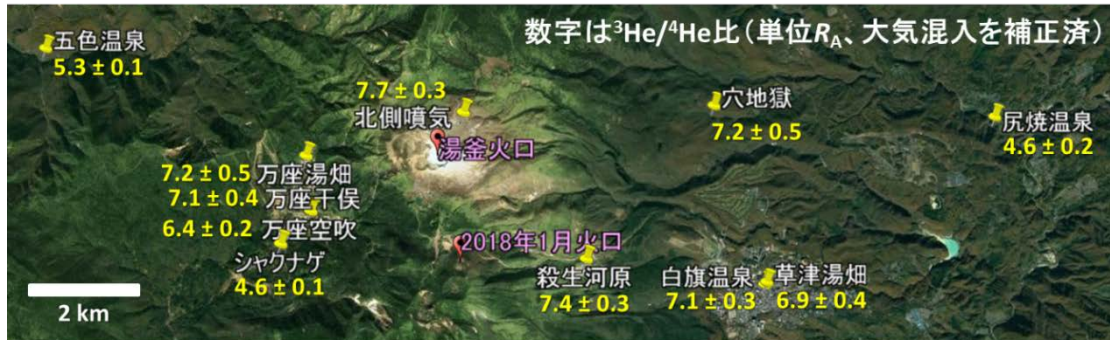 数字は³He/⁴He比(単位RA、大気混入を補正済)
五色温泉
5.3 ± 0.1
7.7 ± 0.3
北側噴気
湯釜火口
穴地獄
7.2 ± 0.5
尻焼温泉
4.6 ± 0.2
7.2 ± 0.5 万座湯畑
7.1 ± 0.4 万座干俣
6.4 ± 0.2 万座空吹
シャクナゲ
4.6 ± 0.1
2018年1月火口
殺生河原
7.4 ± 0.3
白旗温泉
7.1 ± 0.3
草津湯畑
6.9 ± 0.4
2 km